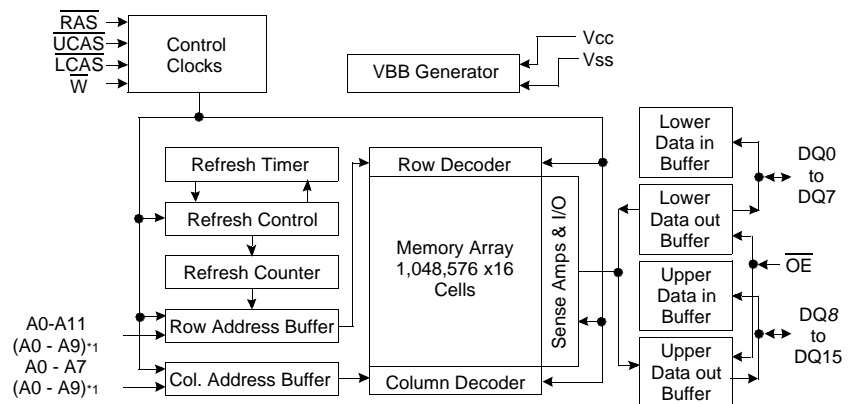 RAS
UCAS
LCAS
W
Control
Clocks
VBB Generator
Vcc
Vss
Refresh Timer
Refresh Control
Refresh Counter
Row Address Buffer
Col. Address Buffer
A0-A11
(A0 - A9)*1
A0 - A7
(A0 - A9)*1
Row Decoder
Memory Array
1,048,576 x16
Cells
Column Decoder
Sense Amps & I/O
Lower
Data in
Buffer
Lower
Data out
Buffer
Upper
Data in
Buffer
Upper
Data out
Buffer
DQ0
to
DQ7
OE
DQ8
to
DQ15